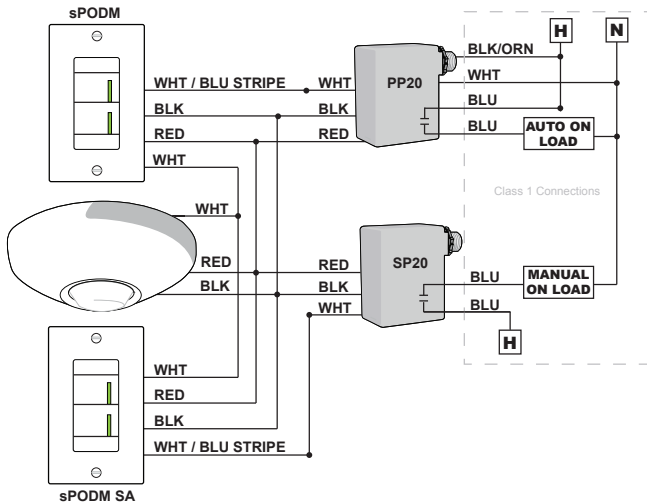 sPODM
WHT / BLU STRIPE
BLK
RED
WHT
WHT
BLK
RED
PP20
BLK/ORN
WHT
BLU
BLU
H
N
AUTO ON
LOAD
Class 1 Connections
WHT
RED
BLK
RED
BLK
WHT
SP20
BLU
BLU
MANUAL
ON LOAD
H
WHT
RED
BLK
WHT / BLU STRIPE
sPODM SA